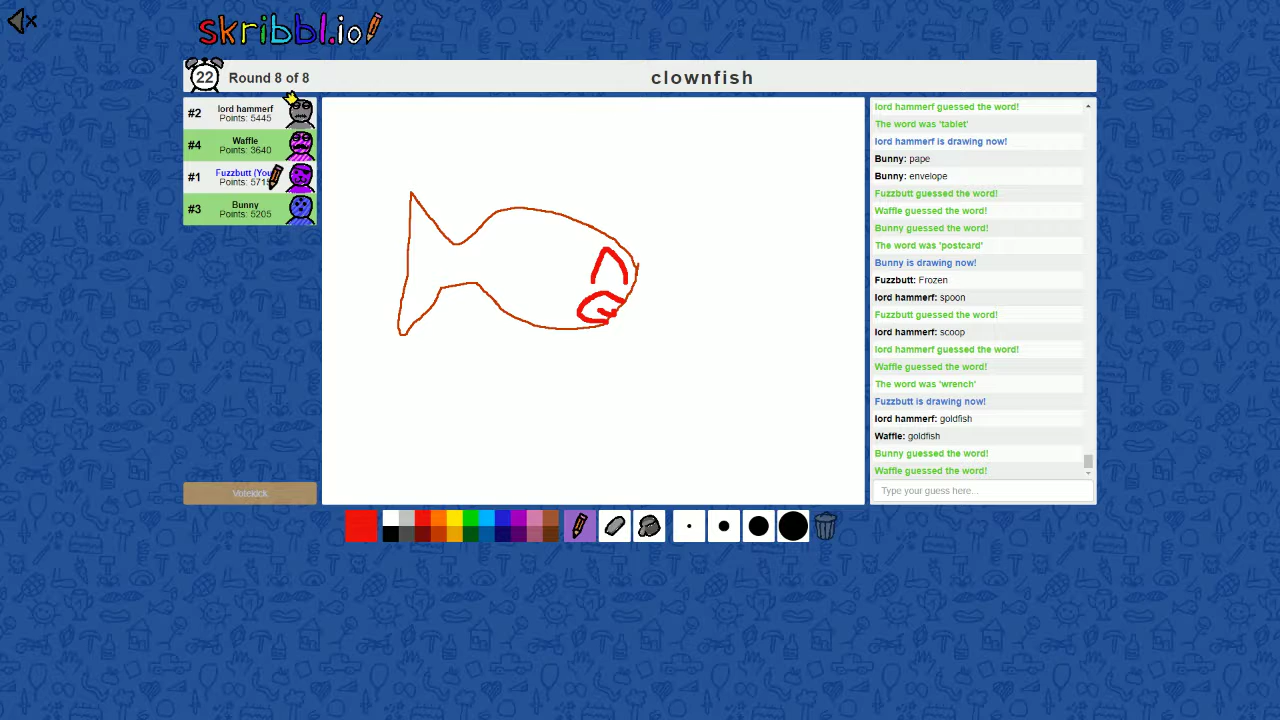 skribbl.io
22
Round 8 of 8
clownfish
#2
lord hammerf
Points: 5445
#4
Waffle
Points: 3640
#1
Fuzzbutt (You
Points: 5715
#3
Bunny
Points: 5205
Votekick
lord hammerf guessed the word!
The word was 'tablet'
lord hammerf is drawing now!
Bunny: pape
Bunny: envelope
Fuzzbutt guessed the word!
Waffle guessed the word!
Bunny guessed the word!
The word was 'postcard'
Bunny is drawing now!
Fuzzbutt: Frozen
lord hammerf: spoon
Fuzzbutt guessed the word!
lord hammerf: scoop
lord hammerf guessed the word!
Waffle guessed the word!
The word was 'wrench'
Fuzzbutt is drawing now!
lord hammerf: goldfish
Waffle: goldfish
Bunny guessed the word!
Waffle guessed the word!
Type your guess here...